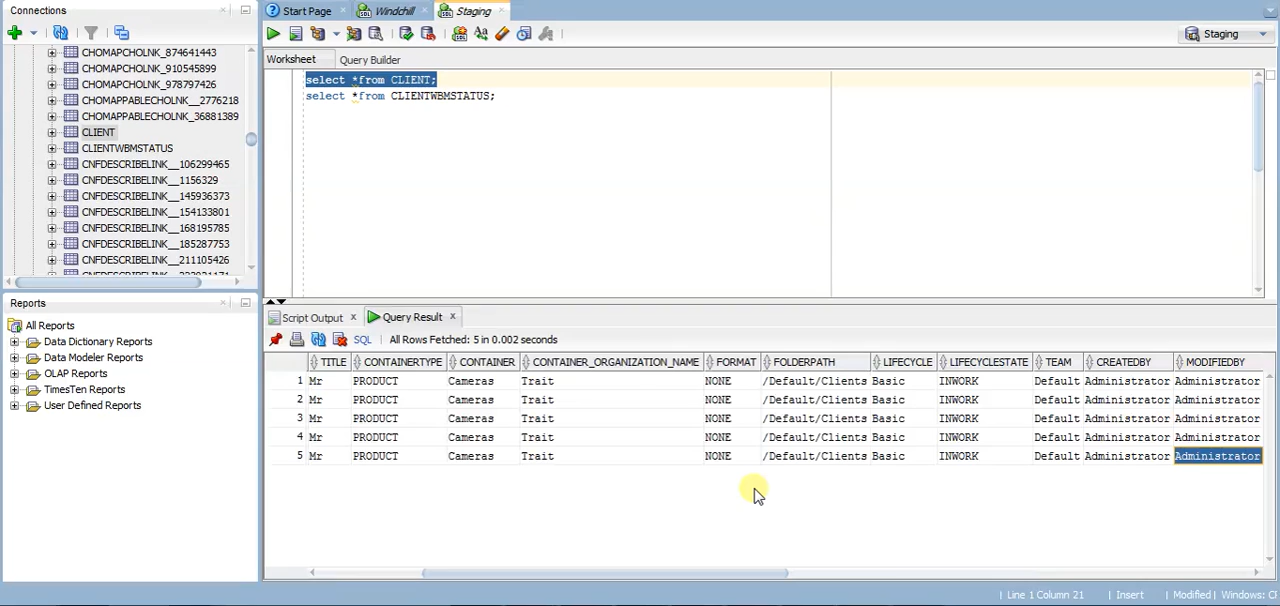 Connections
CHOMAPCHOLNK_874641443
CHOMAPCHOLNK_910545899
CHOMAPCHOLNK_978797426
CHOMAPPABLECHOLNK__2776218
CHOMAPPABLECHOLNK_36881389
CLIENT
CLIENTWBMSTATUS
CNFDESCRIBELINK__106299465
CNFDESCRIBELINK__1156329
CNFDESCRIBELINK__145936373
CNFDESCRIBELINK__154133801
CNFDESCRIBELINK__168195785
CNFDESCRIBELINK__185287753
CNFDESCRIBELINK__211105426
Reports
All Reports
Data Dictionary Reports
Data Modeler Reports
OLAP Reports
TimesTen Reports
User Defined Reports
Start Page Windchill Staging
Staging
Worksheet Query Builder
select *from CLIENT;
select *from CLIENTWBMSTATUS;
Script Output Query Result
SQL All Rows Fetched: 5 in 0.002 seconds
TITLE CONTAINERTYPE CONTAINER CONTAINER_ORGANIZATION_NAME FORMAT FOLDERPATH LIFECYCLE LIFECYCLESTATE TEAM CREATEDBY MODIFIEDBY
1 Mr PRODUCT Cameras Trait NONE /Default/Clients Basic INWORK Default Administrator Administrator
2 Mr PRODUCT Cameras Trait NONE /Default/Clients Basic INWORK Default Administrator Administrator
3 Mr PRODUCT Cameras Trait NONE /Default/Clients Basic INWORK Default Administrator Administrator
4 Mr PRODUCT Cameras Trait NONE /Default/Clients Basic INWORK Default Administrator Administrator
5 Mr PRODUCT Cameras Trait NONE /Default/Clients Basic INWORK Default Administrator Administrator
Line 1 Column 21 Insert Modified Windows: